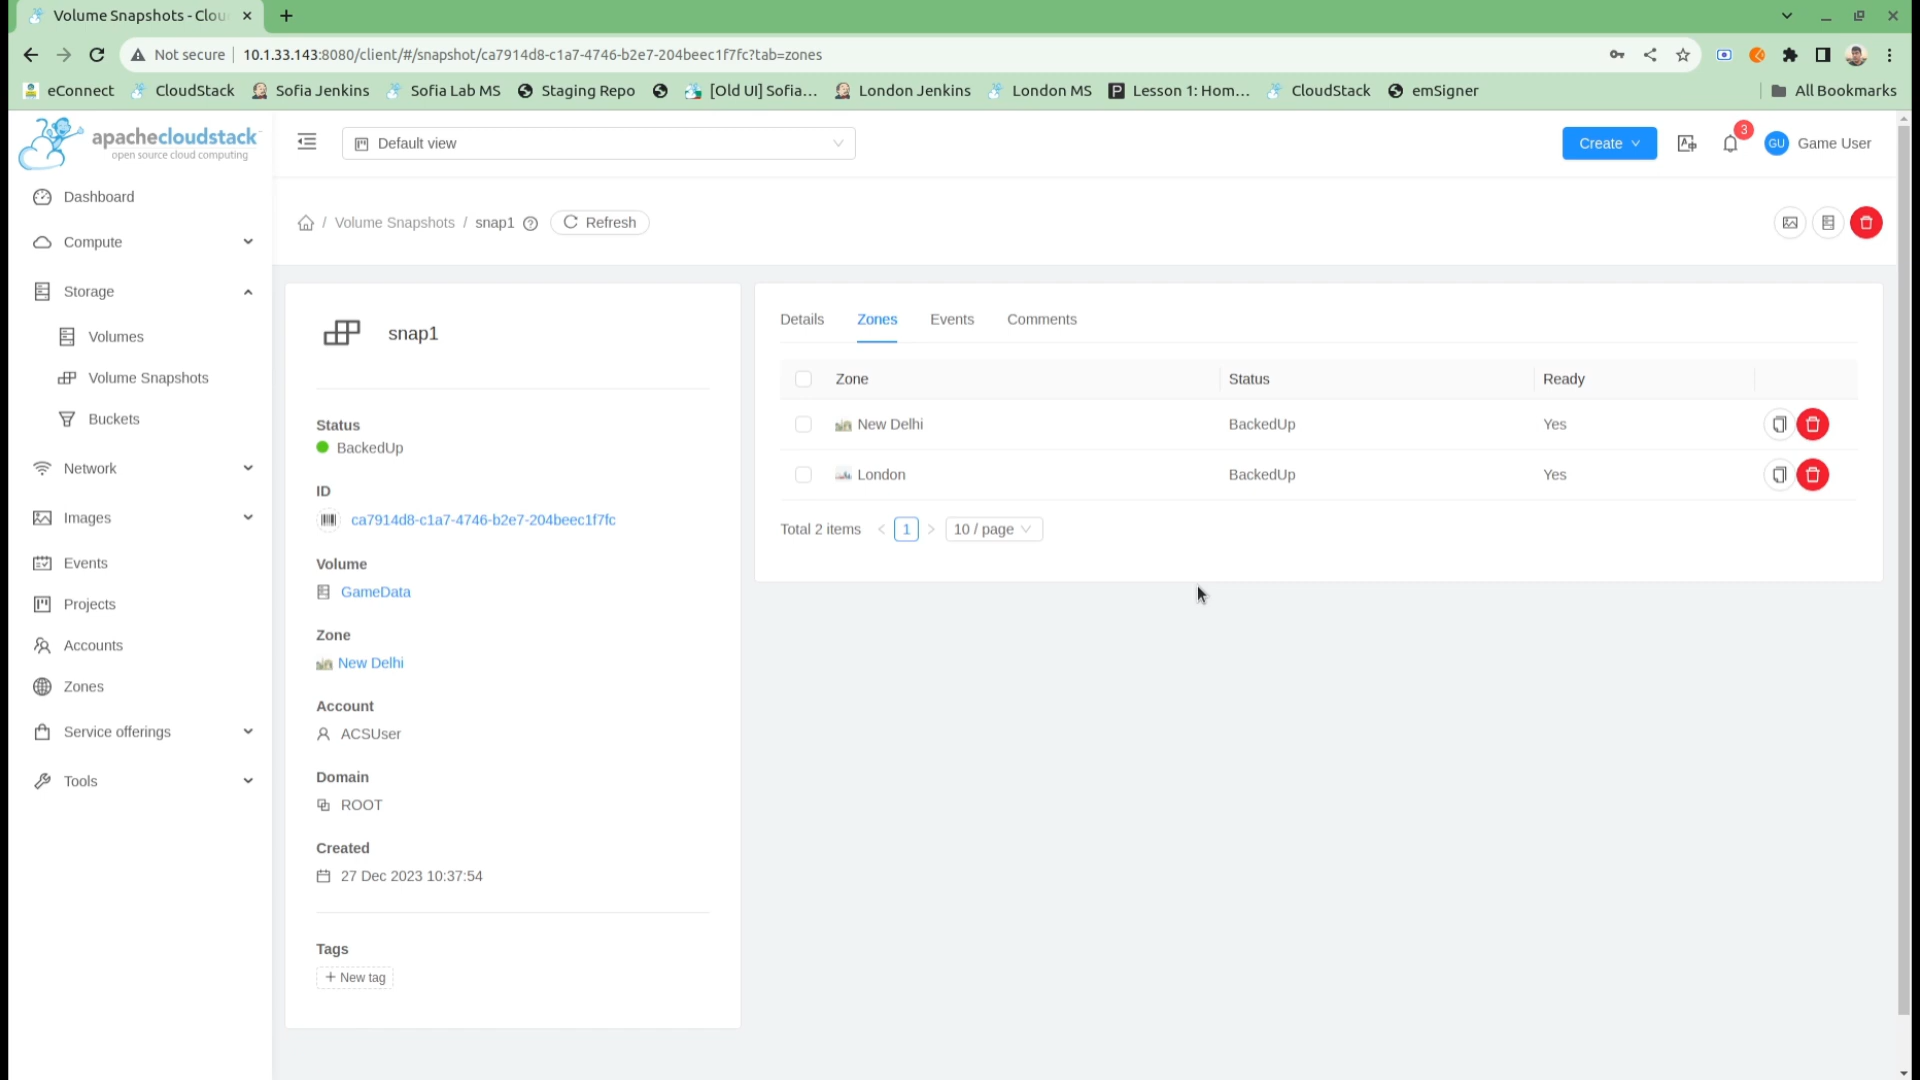 Volume Snapshots - Clou
Not secure 10.1.33.143:8080/client/#/snapshot/ca7914d8-c1a7-4746-b2e7-204beec1f7fc?tab=zones
eConnect CloudStack Sofia Jenkins Sofia Lab MS Staging Repo [Old UI] Sofia... London Jenkins London MS Lesson 1: Hom... CloudStack emSigner All Bookmarks
apachecloudstack
open source cloud computing
Default view
Create
3
GU Game User
Dashboard
Compute
Storage
Volumes
Volume Snapshots
Buckets
Network
Images
Events
Projects
Accounts
Zones
Service offerings
Tools
/ Volume Snapshots / snap1 Refresh
snap1
Status
BackedUp
ID
ca7914d8-c1a7-4746-b2e7-204beec1f7fc
Volume
GameData
Zone
New Delhi
Account
ACSUser
Domain
ROOT
Created
27 Dec 2023 10:37:54
Tags
+ New tag
Details Zones Events Comments
Zone Status Ready
New Delhi BackedUp Yes
London BackedUp Yes
Total 2 items < 1 > 10 / page